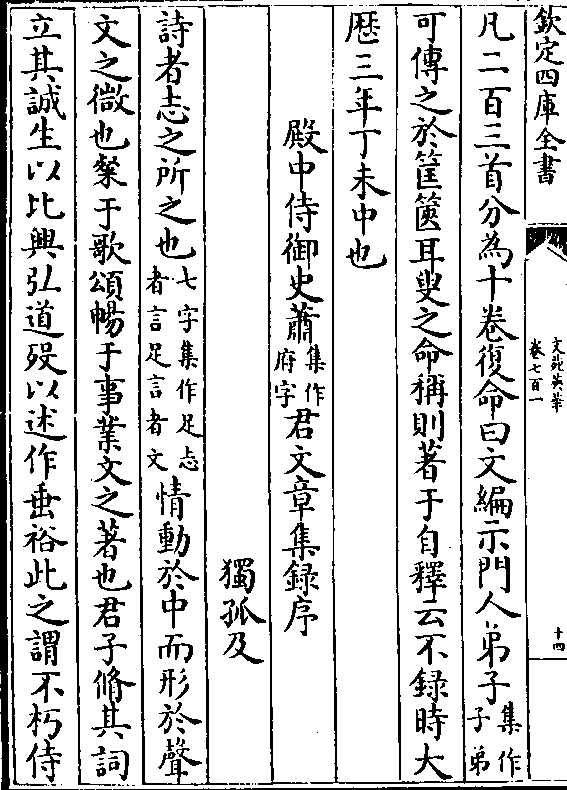 欽定四庫全書
文苑英華
卷七百一
十四
凡二百三首分為十卷復命曰文編示門人弟子集作子弟
可傳之於筐篋耳叟之命稱則著于自釋云不錄時大
厯三年丁未中也
殿中侍御史蕭集作府字君文章集錄序
獨孤及
詩者志之所之也七字集作足志者言足言者文情動於中而形於聲
文之微也粲于歌頌暢于事業文之著也君子脩其詞
立其誠生以比興弘道歿以述作垂裕此之謂不朽侍